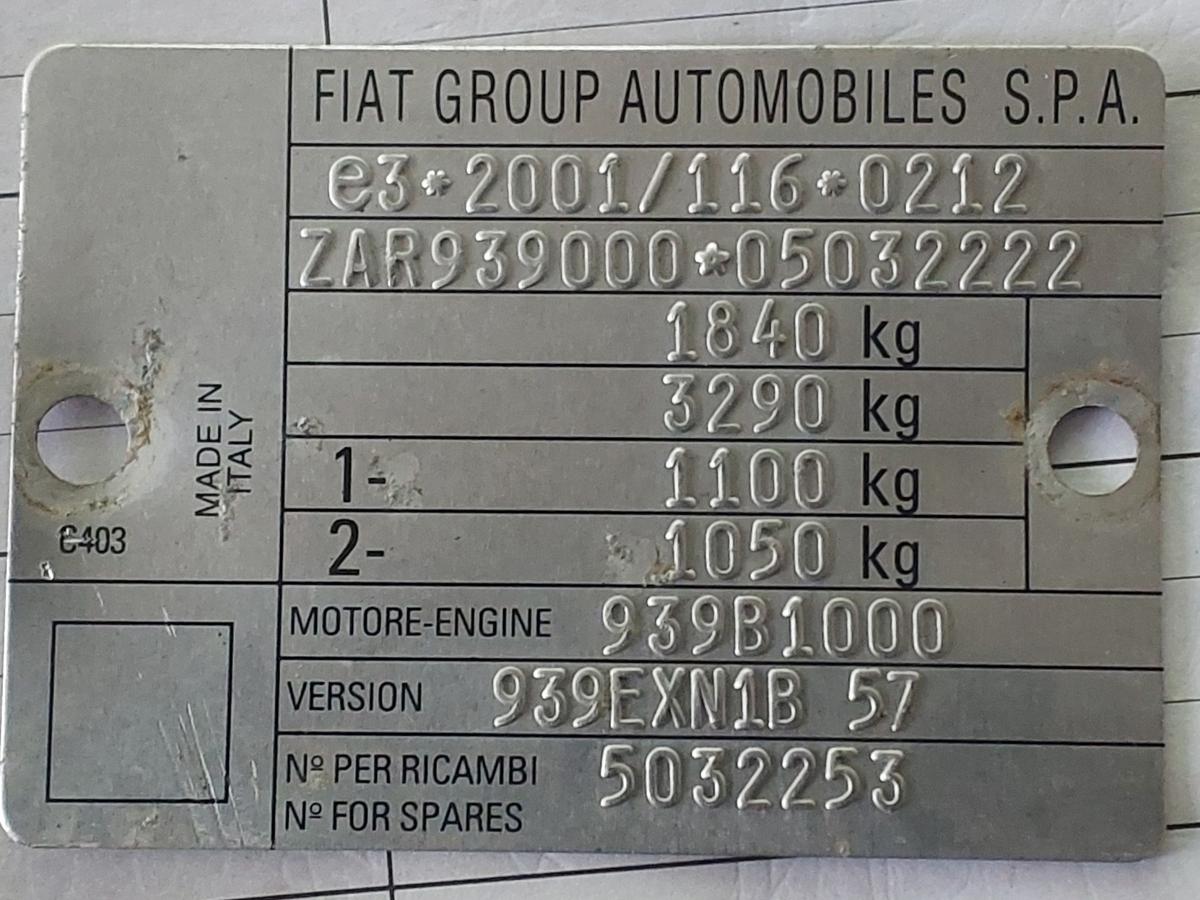 FIAT GROUP AUTOMOBILES S.P.A.
e3*2001/116*0212
ZAR939000*05032222
1840 kg
3290 kg
1- 1100 kg
2- 1050 kg
MADE IN
ITALY
C403
MOTORE-ENGINE 939B1000
VERSION 939EXN1B 57
Nº PER RICAMBI 5032253
Nº FOR SPARES